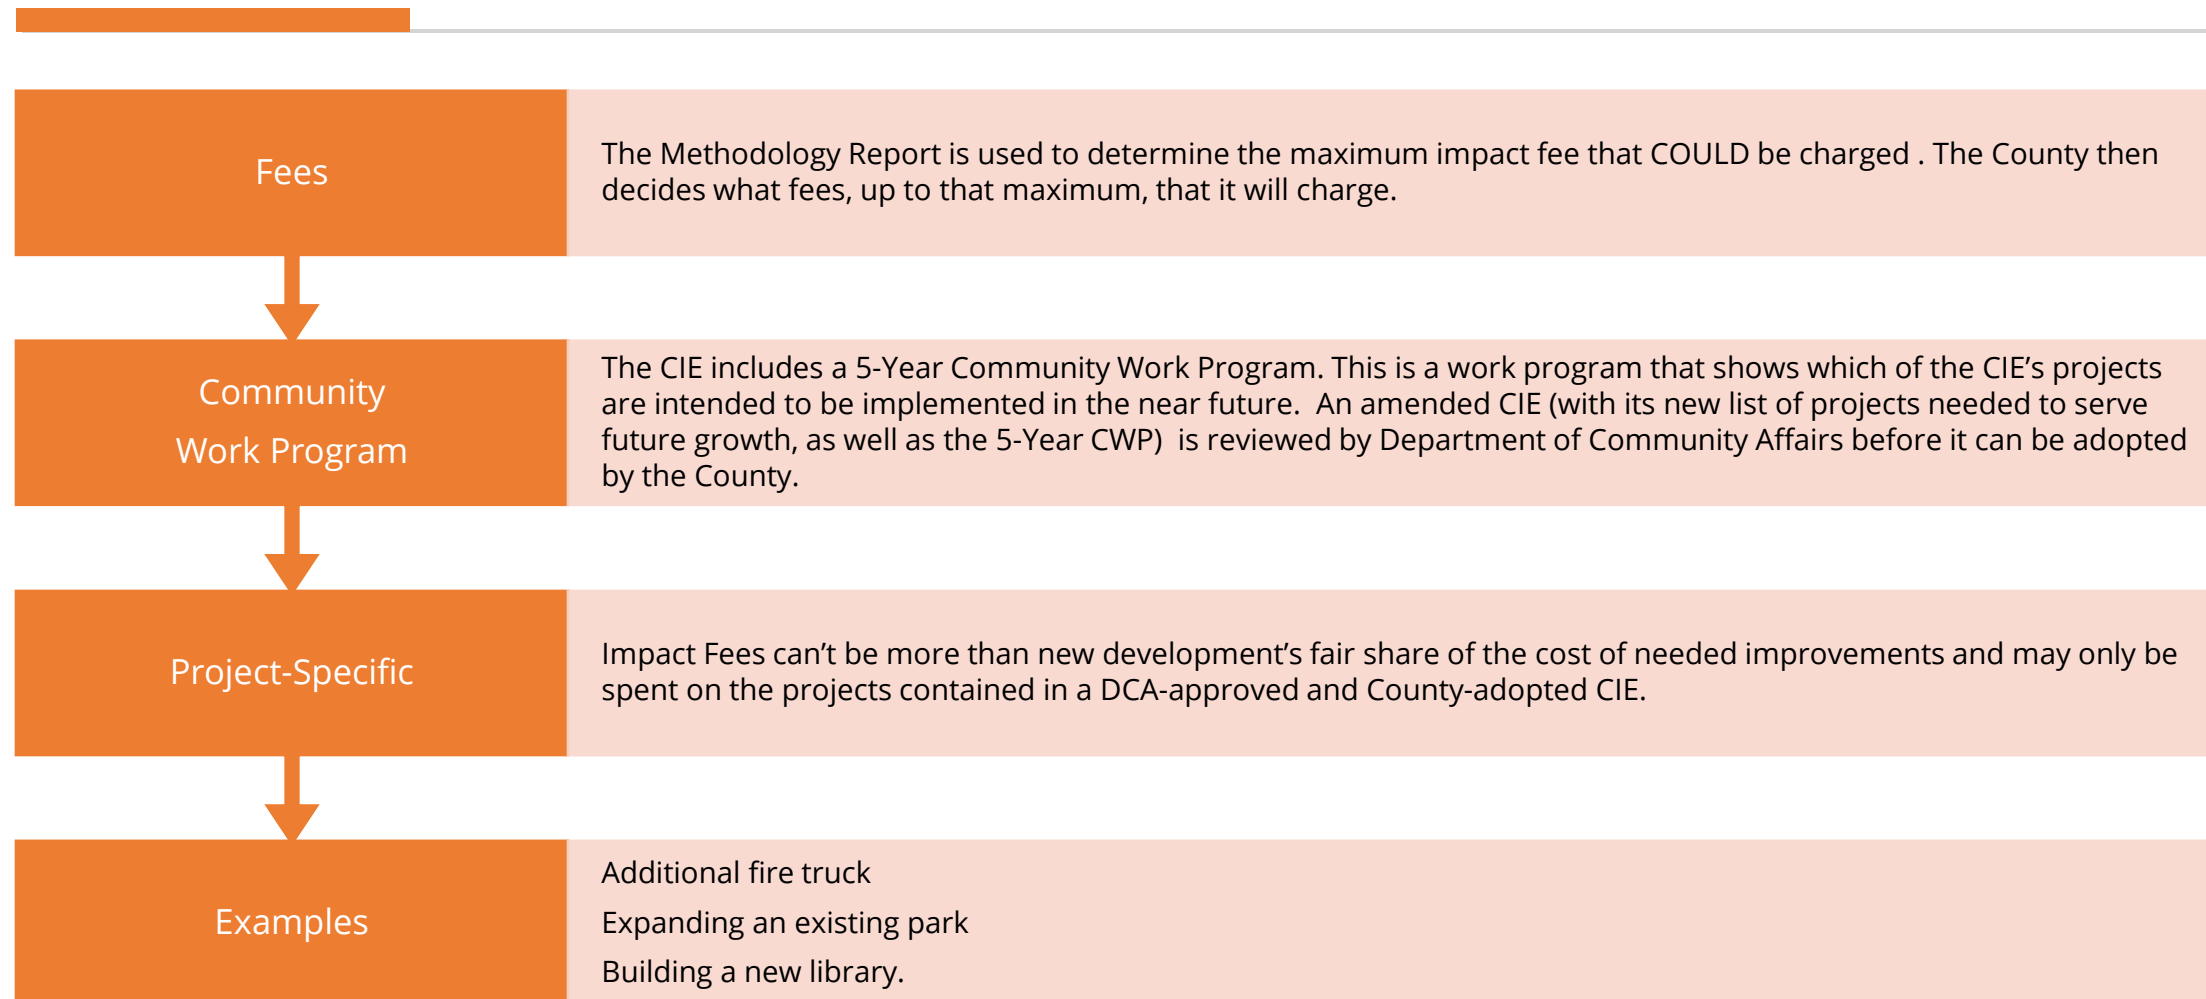 Fees
The Methodology Report is used to determine the maximum impact fee that COULD be charged . The County then
decides what fees, up to that maximum, that it will charge.
Community
Work Program
The CIE includes a 5-Year Community Work Program. This is a work program that shows which of the CIE’s projects
are intended to be implemented in the near future.  An amended CIE (with its new list of projects needed to serve
future growth, as well as the 5-Year CWP)  is reviewed by Department of Community Affairs before it can be adopted
by the County.
Project-Specific
Impact Fees can’t be more than new development’s fair share of the cost of needed improvements and may only be
spent on the projects contained in a DCA-approved and County-adopted CIE.
Examples
Additional fire truck
Expanding an existing park
Building a new library.